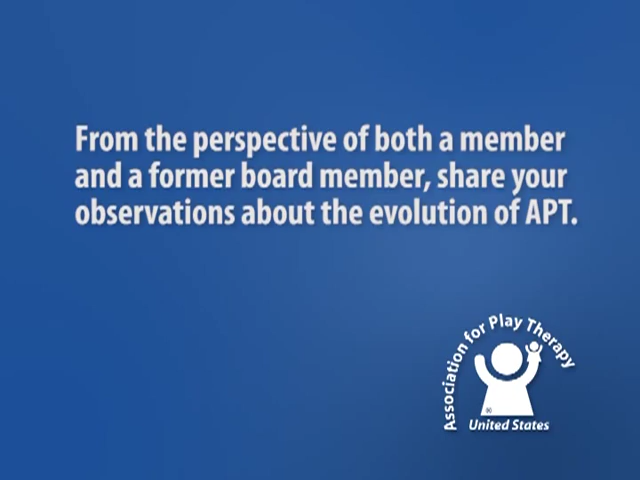 From the perspective of both a member
and a former board member, share your
observations about the evolution of APT.
Association for Play Therapy
®
United States